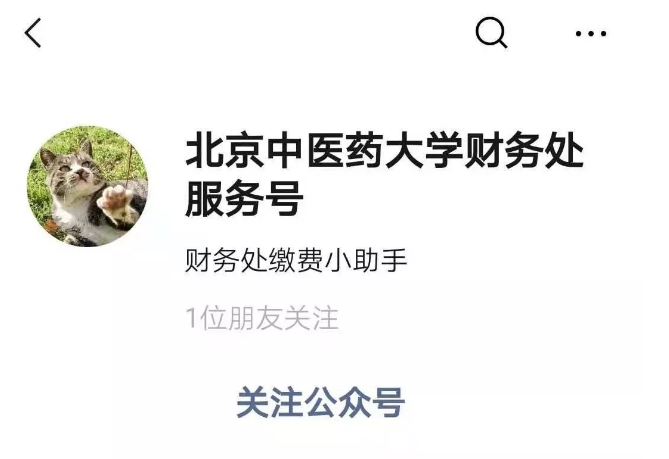 北京中医药大学财务处
服务号
财务处缴费小助手
1位朋友关注
关注公众号